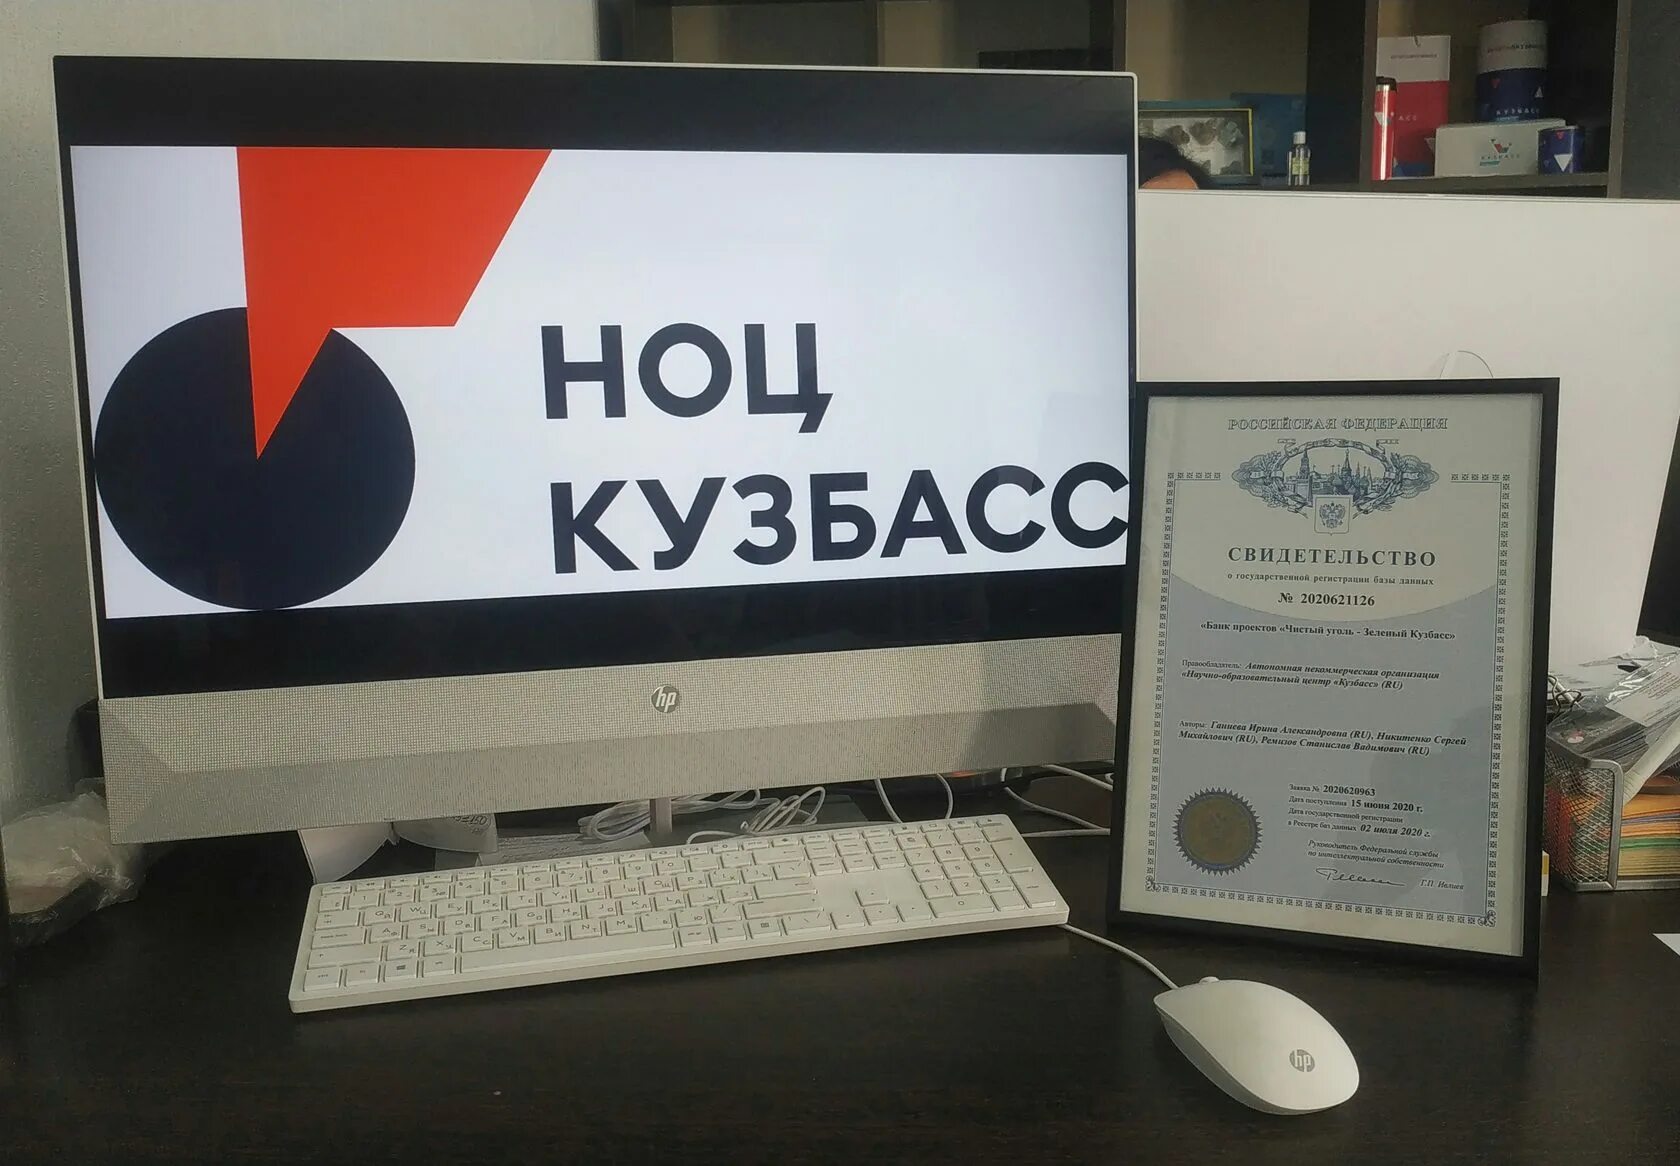 НОЦ
КУЗБАСС
hp
РОССИЙСКАЯ ФЕДЕРАЦИЯ
СВИДЕТЕЛЬСТВО
о государственной регистрации базы данных
№ 2020621126
«Банк проектов «Чистый уголь - Зеленый Кузбасс»
Правообладатель: Автономная некоммерческая организация
«Научно-образовательный центр «Кузбасс» (RU)
Авторы: Ганиева Ирина Александровна (RU), Никитенко Сергей
Михайлович (RU), Ремизов Станислав Вадимович (RU)
Заявка № 2020620963
Дата поступления 15 июня 2020 г.
Дата государственной регистрации
в Реестре баз данных 02 июля 2020 г.
Руководитель Федеральной службы
по интеллектуальной собственности
Г.П. Ивлиев
hp
КУЗБАСС
КУЗБАСС